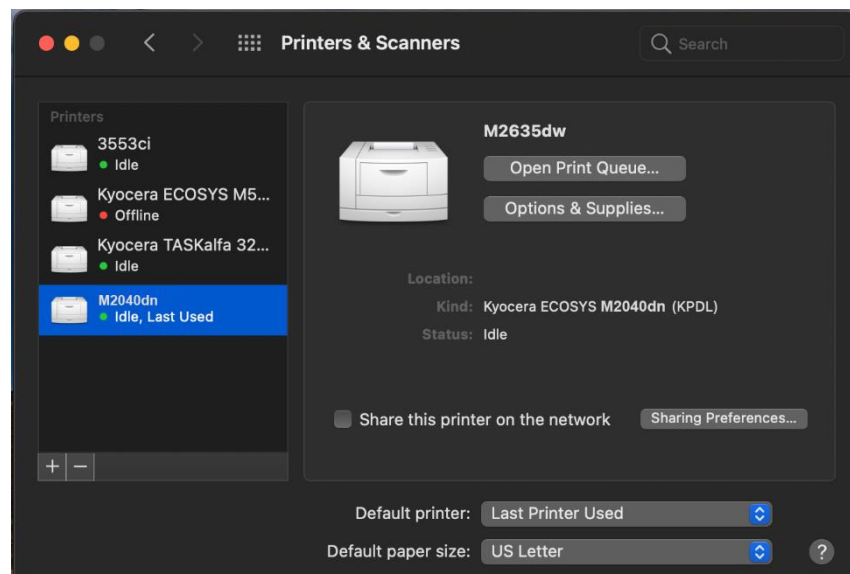 Printers & Scanners
Search
Printers
3553ci
Idle
Kyocera ECOSYS M5...
Offline
Kyocera TASKalfa 32...
Idle
M2040dn
Idle, Last Used
+ −
M2635dw
Open Print Queue...
Options & Supplies...
Location:
Kind: Kyocera ECOSYS M2040dn (KPDL)
Status: Idle
Share this printer on the network Sharing Preferences...
Default printer: Last Printer Used
Default paper size: US Letter ?